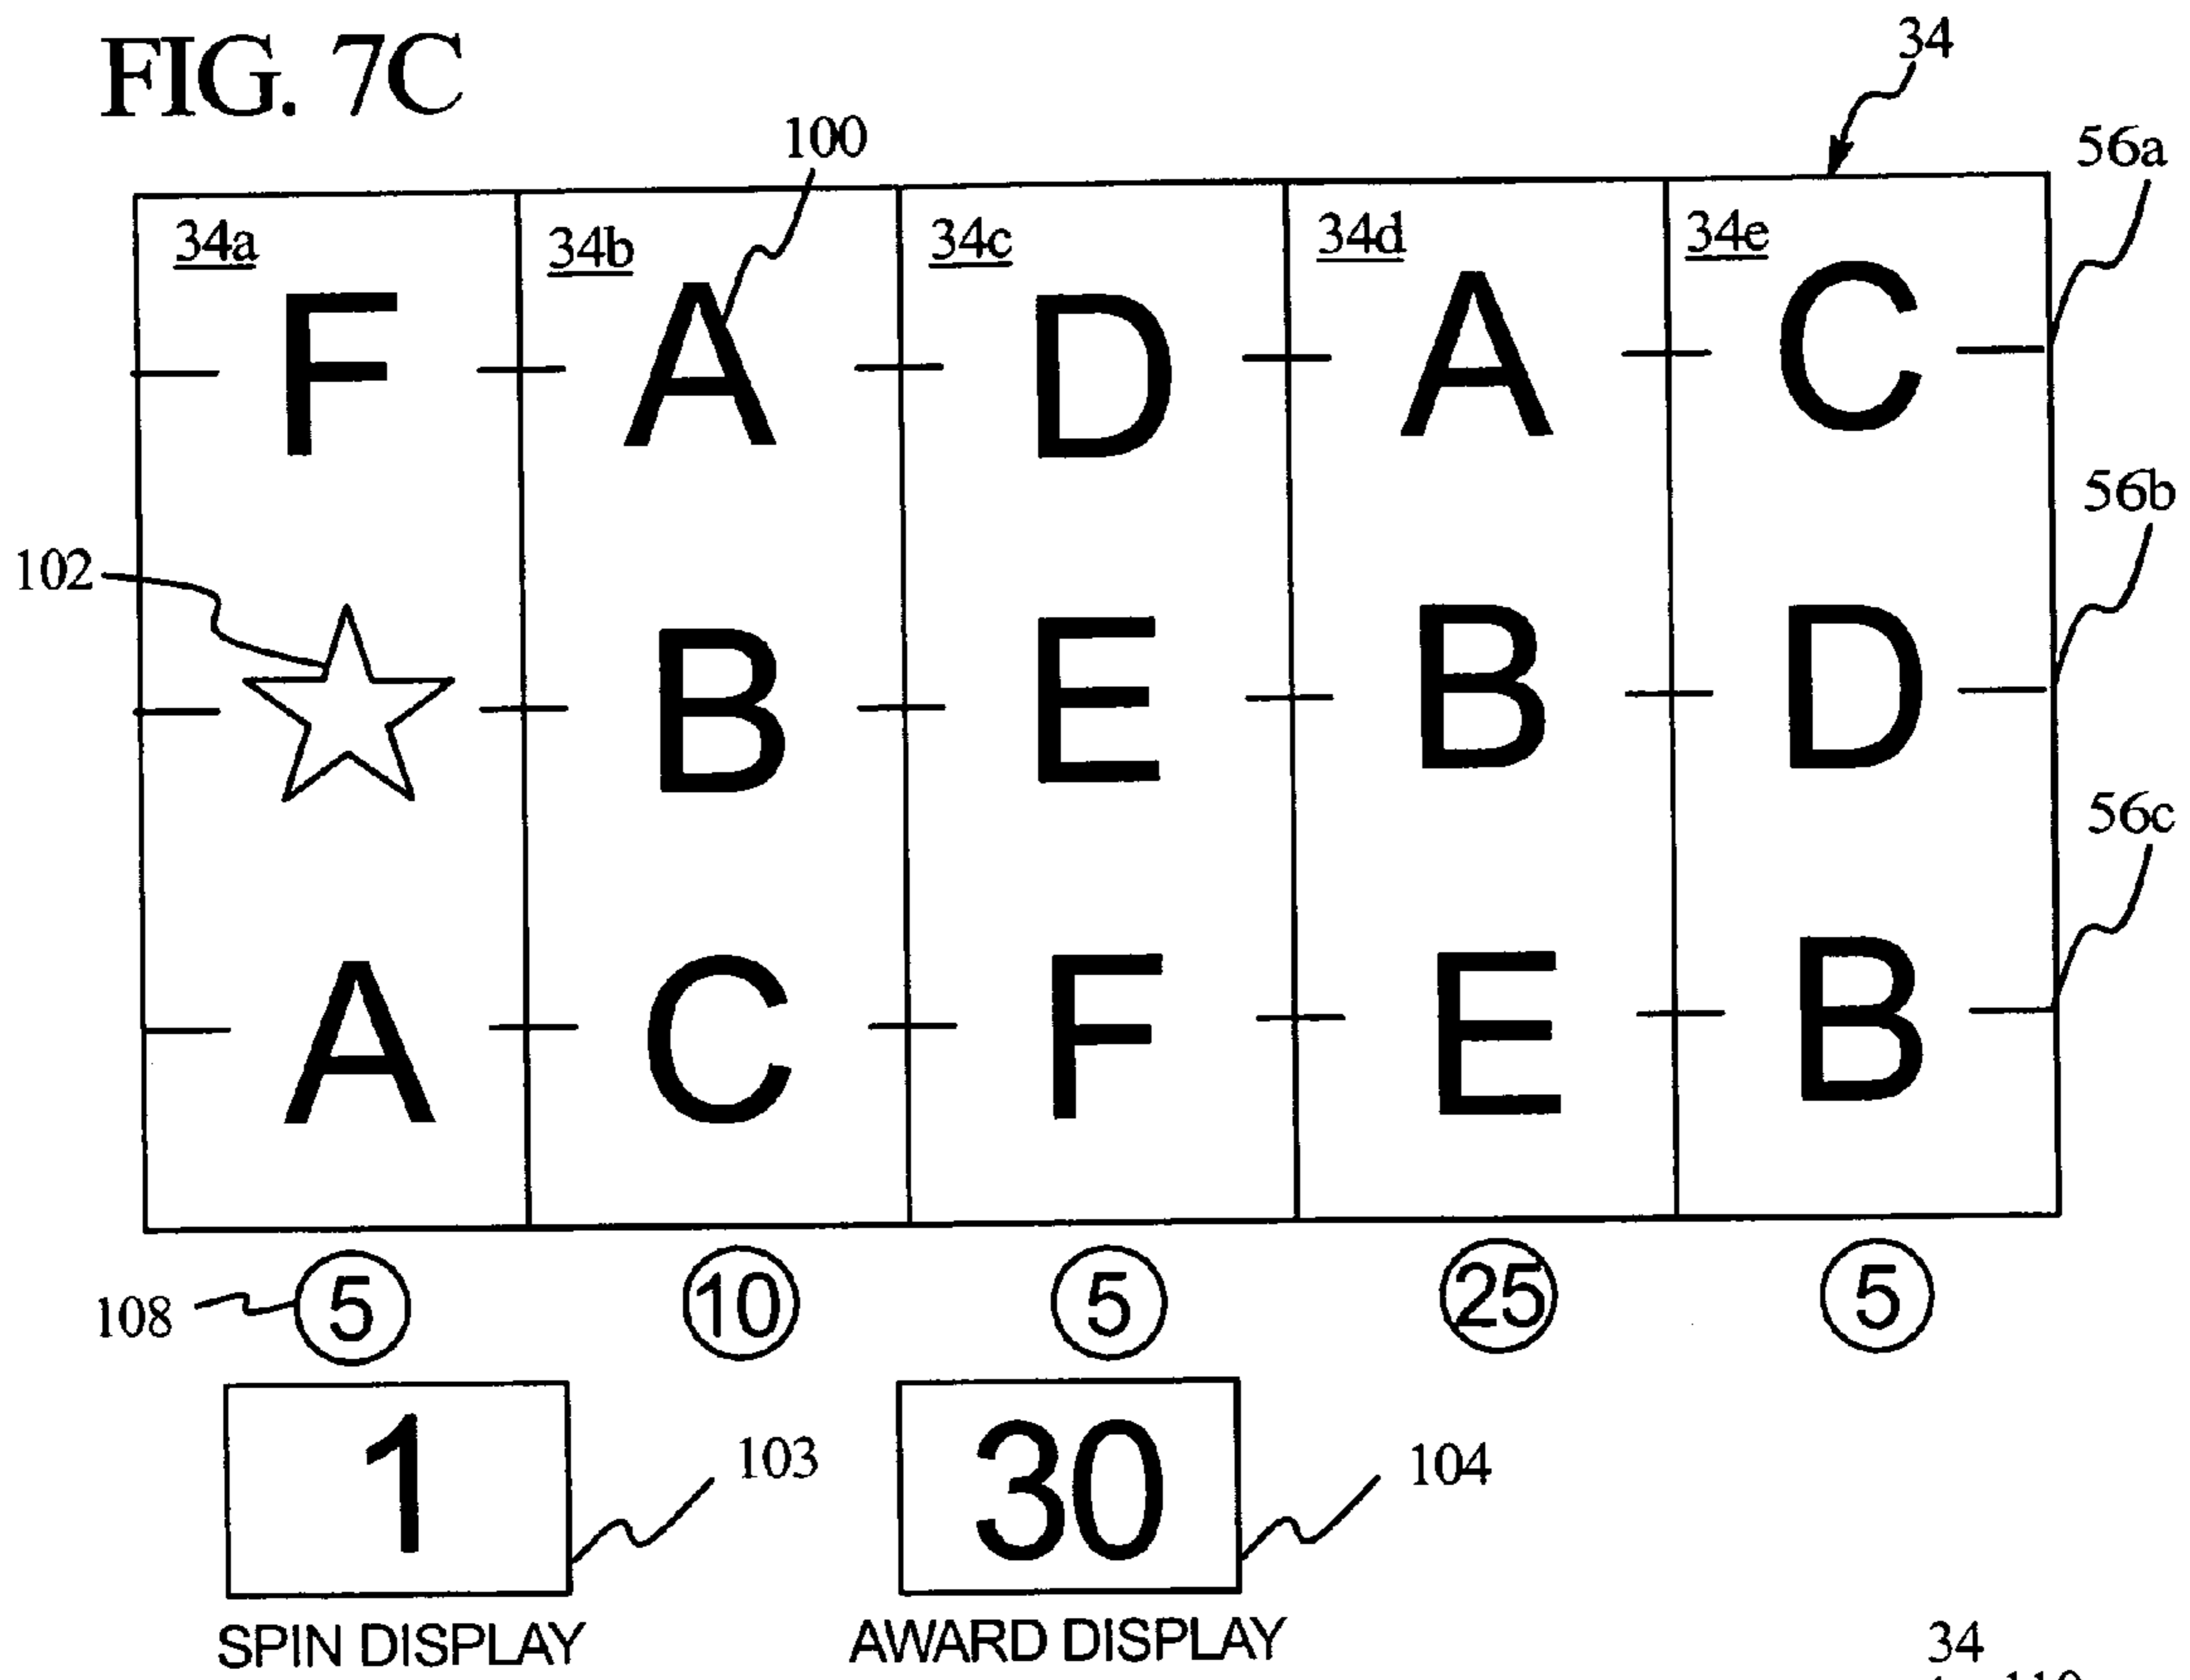 FIG. 7C
34
100
56a
34a 34b 34c 34d 34e
F A D A C
56b
102
B E B D
56c
A C F E B
108 5 10 5 25 5
1 103 30 104
SPIN DISPLAY AWARD DISPLAY
34